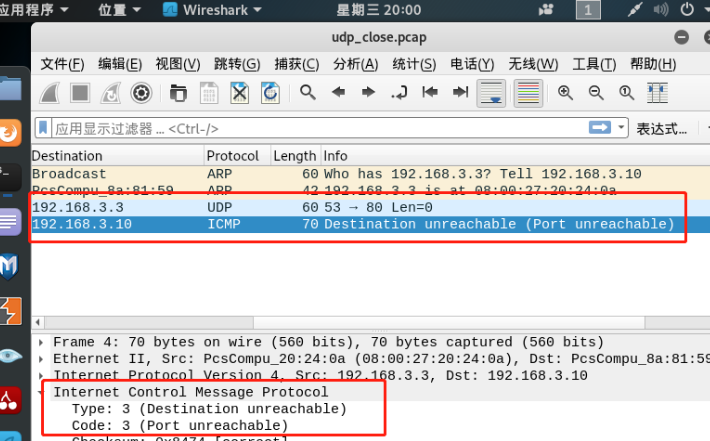 应用程序 位置 Wireshark 星期三 20:00 1
udp_close.pcap
文件(F) 编辑(E) 视图(V) 跳转(G) 捕获(C) 分析(A) 统计(S) 电话(Y) 无线(W) 工具(T) 帮助(H)
应用显示过滤器 … <Ctrl-/> 表达式…
Destination Protocol Length Info
Broadcast ARP 60 Who has 192.168.3.3? Tell 192.168.3.10
PcsCompu_8a:81:59 ARP 42 192.168.3.3 is at 08:00:27:20:24:0a
192.168.3.3 UDP 60 53 → 80 Len=0
192.168.3.10 ICMP 70 Destination unreachable (Port unreachable)
Frame 4: 70 bytes on wire (560 bits), 70 bytes captured (560 bits)
Ethernet II, Src: PcsCompu_20:24:0a (08:00:27:20:24:0a), Dst: PcsCompu_8a:81:59
Internet Protocol Version 4, Src: 192.168.3.3, Dst: 192.168.3.10
Internet Control Message Protocol
Type: 3 (Destination unreachable)
Code: 3 (Port unreachable)
Checksum: 0x8474 [correct]